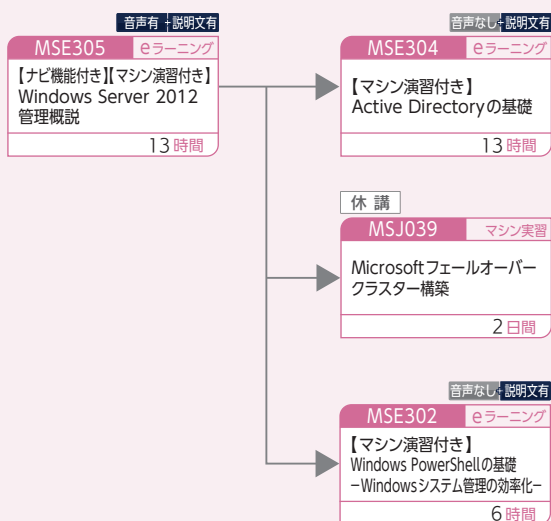 音声有+説明文有
MSE305 eラーニング
【ナビ機能付き】【マシン演習付き】
Windows Server 2012
管理概説
13時間
音声なし+説明文有
MSE304 eラーニング
【マシン演習付き】
Active Directoryの基礎
13時間
休講
MSJ039 マシン実習
Microsoftフェールオーバー
クラスター構築
2日間
音声なし+説明文有
MSE302 eラーニング
【マシン演習付き】
Windows PowerShellの基礎
－Windowsシステム管理の効率化－
6時間